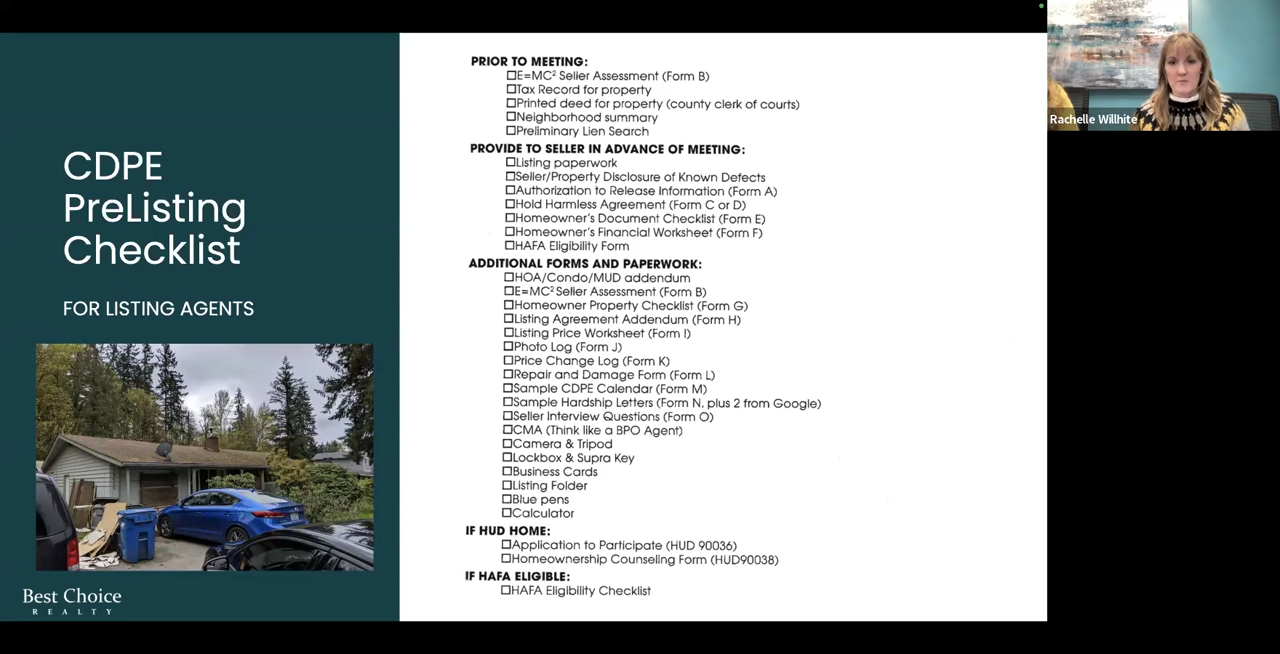 CDPE
PreListing
Checklist
FOR LISTING AGENTS
Best Choice
REALTY
PRIOR TO MEETING:
☐E=MC² Seller Assessment (Form B)
☐Tax Record for property
☐Printed deed for property (county clerk of courts)
☐Neighborhood summary
☐Preliminary Lien Search
PROVIDE TO SELLER IN ADVANCE OF MEETING:
☐Listing paperwork
☐Seller/Property Disclosure of Known Defects
☐Authorization to Release Information (Form A)
☐Hold Harmless Agreement (Form C or D)
☐Homeowner's Document Checklist (Form E)
☐Homeowner's Financial Worksheet (Form F)
☐HAFA Eligibility Form
ADDITIONAL FORMS AND PAPERWORK:
☐HOA/Condo/MUD addendum
☐E=MC² Seller Assessment (Form B)
☐Homeowner Property Checklist (Form G)
☐Listing Agreement Addendum (Form H)
☐Listing Price Worksheet (Form I)
☐Photo Log (Form J)
☐Price Change Log (Form K)
☐Repair and Damage Form (Form L)
☐Sample CDPE Calendar (Form M)
☐Sample Hardship Letters (Form N, plus 2 from Google)
☐Seller Interview Questions (Form O)
☐CMA (Think like a BPO Agent)
☐Camera & Tripod
☐Lockbox & Supra Key
☐Business Cards
☐Listing Folder
☐Blue pens
☐Calculator
IF HUD HOME:
☐Application to Participate (HUD 90036)
☐Homeownership Counseling Form (HUD90038)
IF HAFA ELIGIBLE:
☐HAFA Eligibility Checklist
Rachelle Willhite